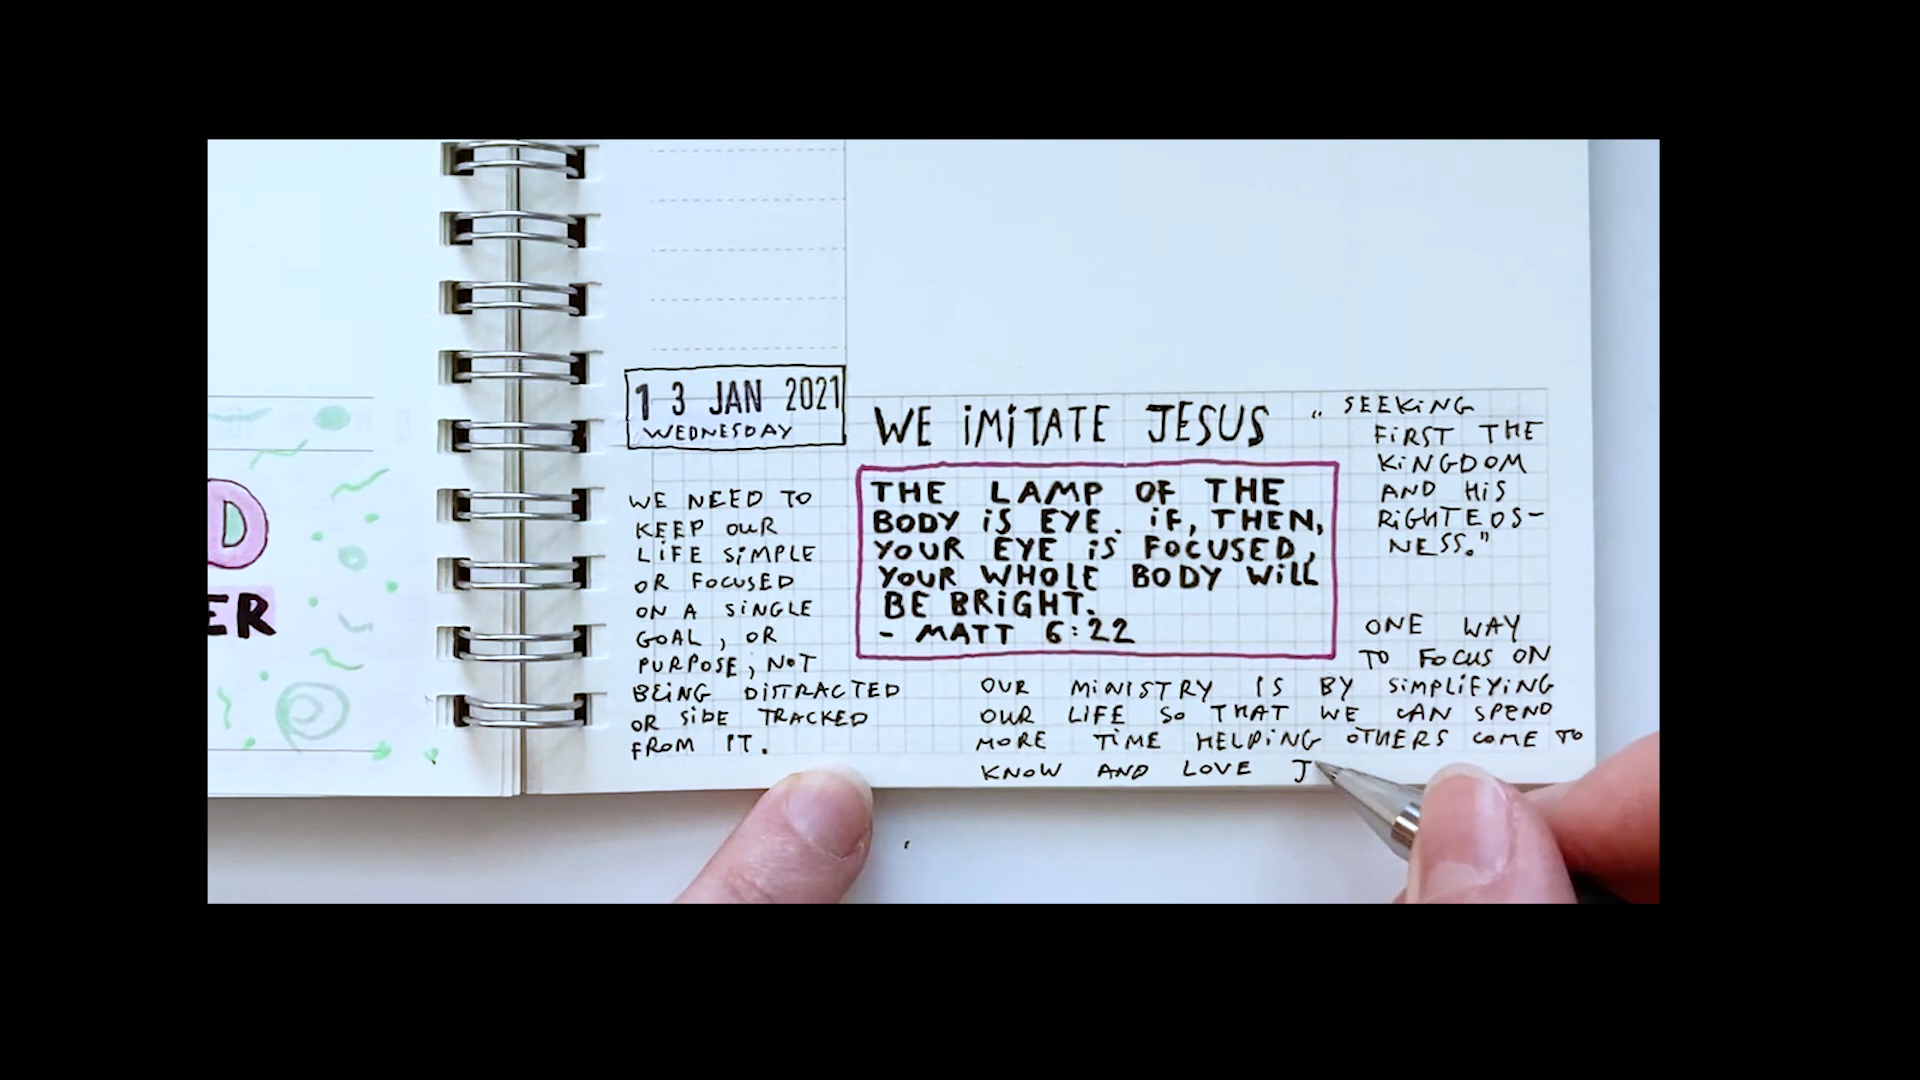 D
ER
13 JAN 2021
WEDNESDAY
WE IMITATE JESUS
WE NEED TO
KEEP OUR
LIFE SIMPLE
OR FOCUSED
ON A SINGLE
GOAL, OR
PURPOSE, NOT
BEING DISTRACTED
OR SIDE TRACKED
FROM IT.
THE LAMP OF THE
BODY IS EYE. IF, THEN,
YOUR EYE IS FOCUSED,
YOUR WHOLE BODY WILL
BE BRIGHT.
- MATT 6:22
„ SEEKING
FIRST THE
KINGDOM
AND HIS
RIGHTEOS-
NESS."
ONE WAY
TO FOCUS ON
OUR MINISTRY IS BY SIMPLIFYING
OUR LIFE SO THAT WE CAN SPEND
MORE TIME HELPING OTHERS COME TO
KNOW AND LOVE J